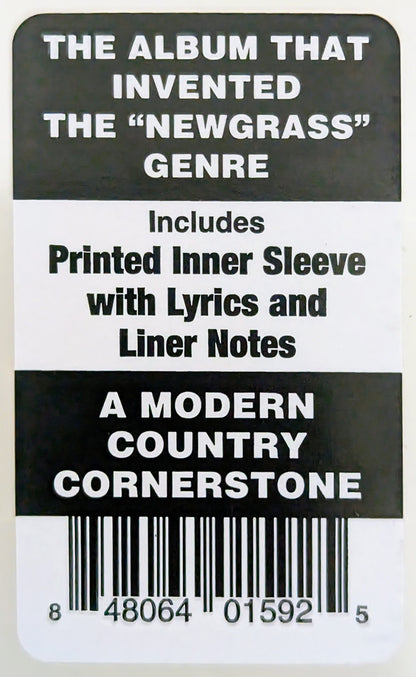 THE ALBUM THAT
INVENTED
THE “NEWGRASS”
GENRE
Includes
Printed Inner Sleeve
with Lyrics and
Liner Notes
A MODERN
COUNTRY
CORNERSTONE
8 48064 01592 5